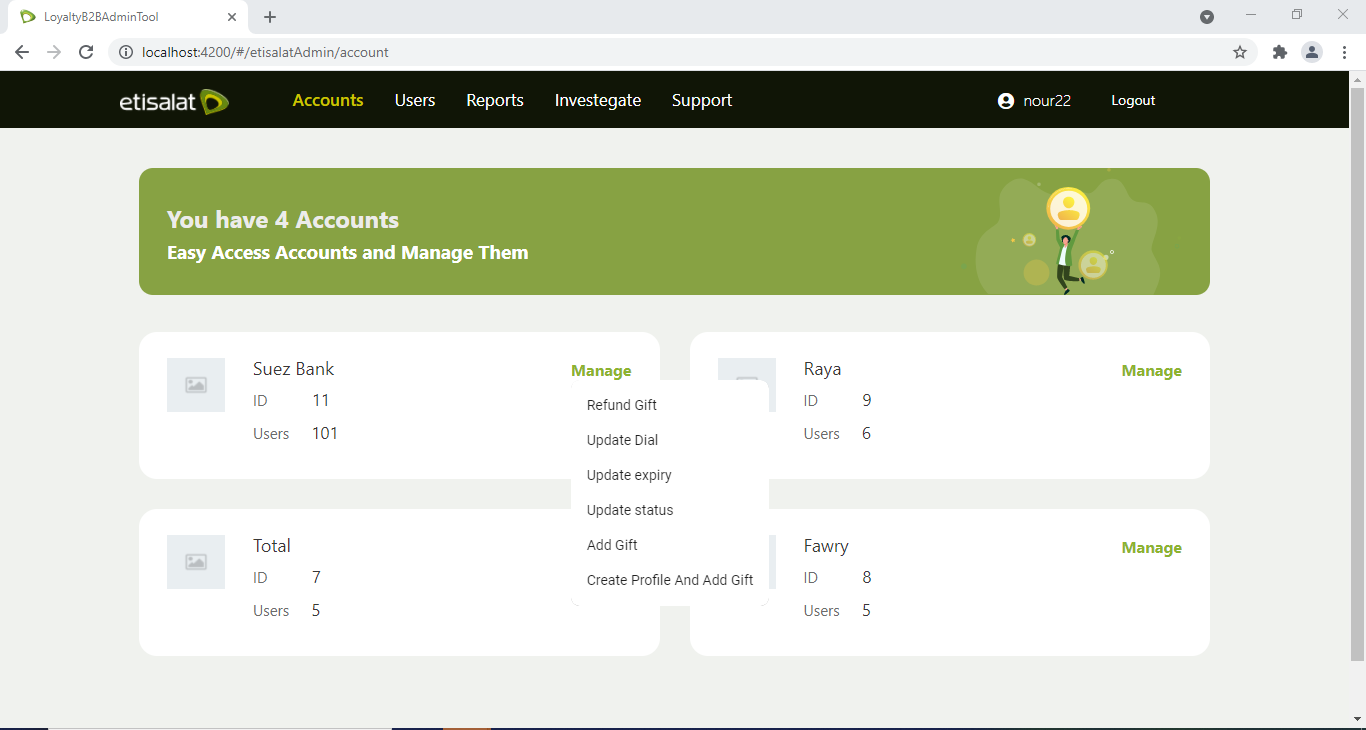 LoyaltyB2BAdminTool
localhost:4200/#/etisalatAdmin/account
etisalat
Accounts
Users
Reports
Investegate
Support
nour22
Logout
You have 4 Accounts
Easy Access Accounts and Manage Them
Suez Bank
Manage
ID 11
Users 101
Refund Gift
Update Dial
Update expiry
Update status
Add Gift
Create Profile And Add Gift
Raya
Manage
ID 9
Users 6
Total
ID 7
Users 5
Fawry
Manage
ID 8
Users 5